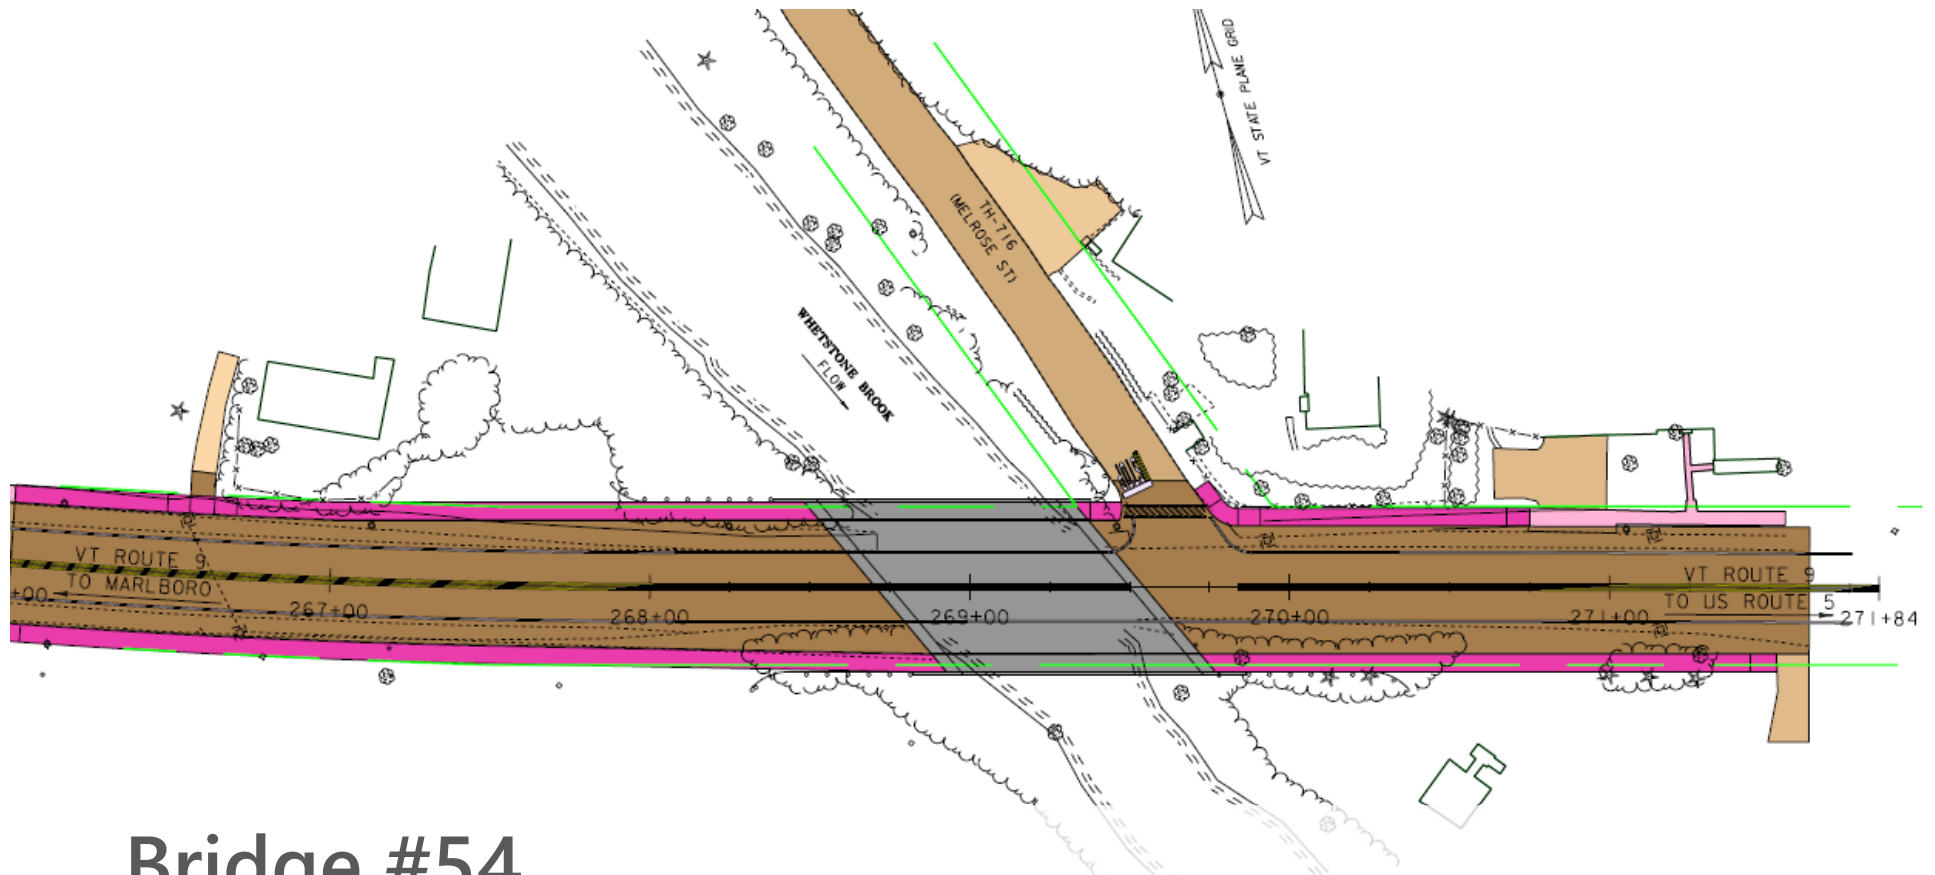 VT STATE PLANE GRID
TH-716
(MELROSE ST)
WHETSTONE BROOK
FLOW
VT ROUTE 9
TO MARLBORO
+00
267+00
268+00
269+00
270+00
271+00
VT ROUTE 9
TO US ROUTE 5
271+84
Bridge #54